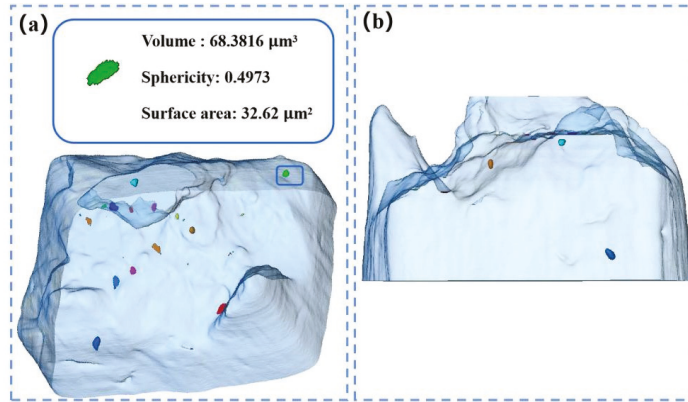 (a)
Volume : 68.3816 μm³
Sphericity: 0.4973
Surface area: 32.62 μm²
(b)